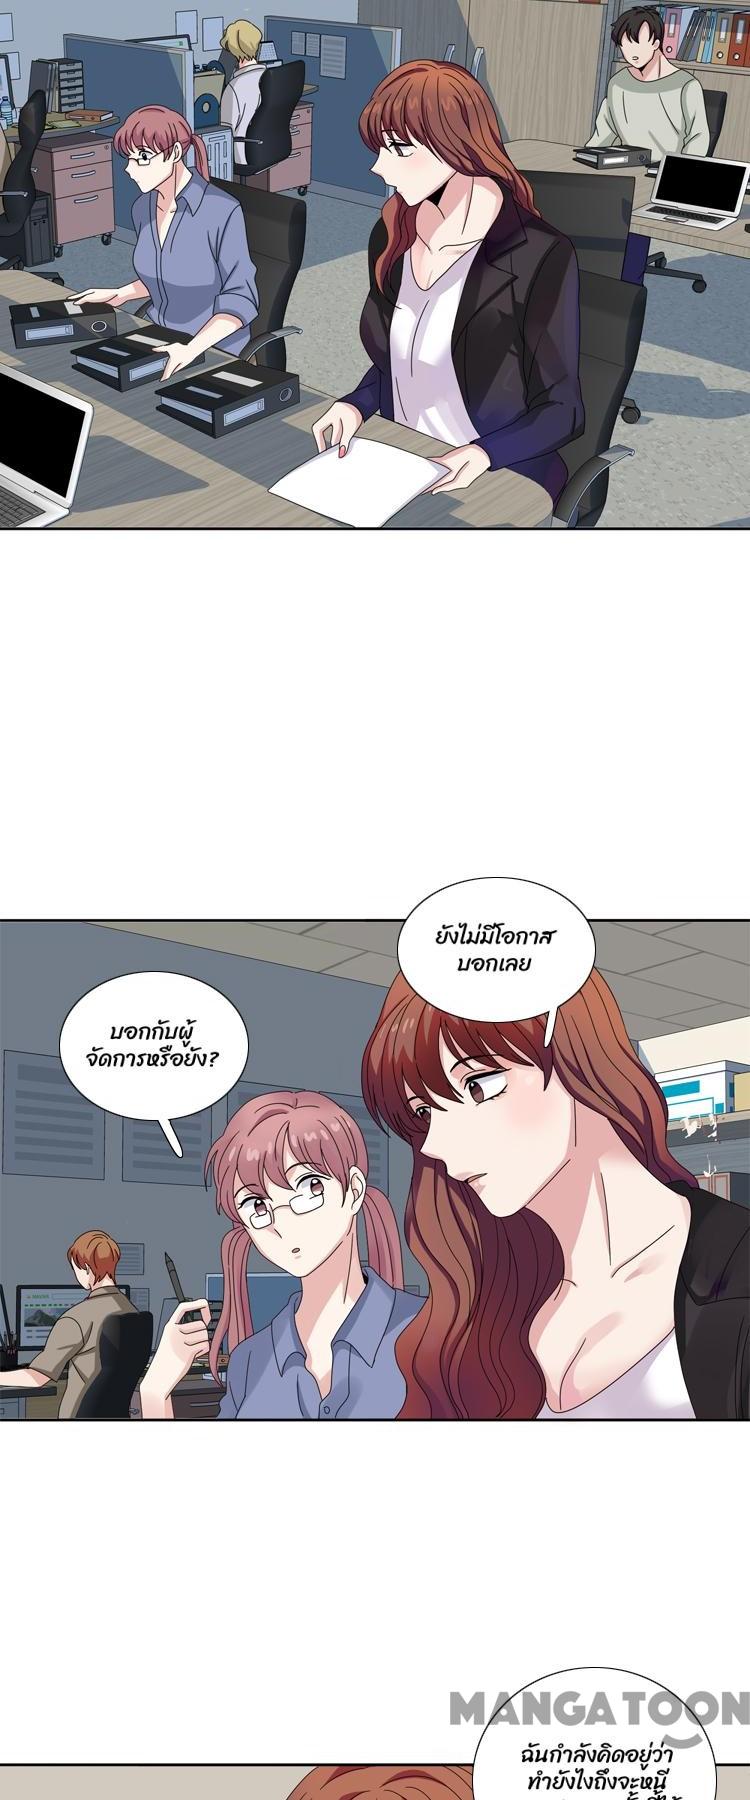 ยังไม่มีโอกาส
บอกเลย
บอกกับผู้
จัดการหรือยัง?
MANGATOON
ฉันกำลังคิดอยู่ว่า
ทำยังไงถึงจะหนี